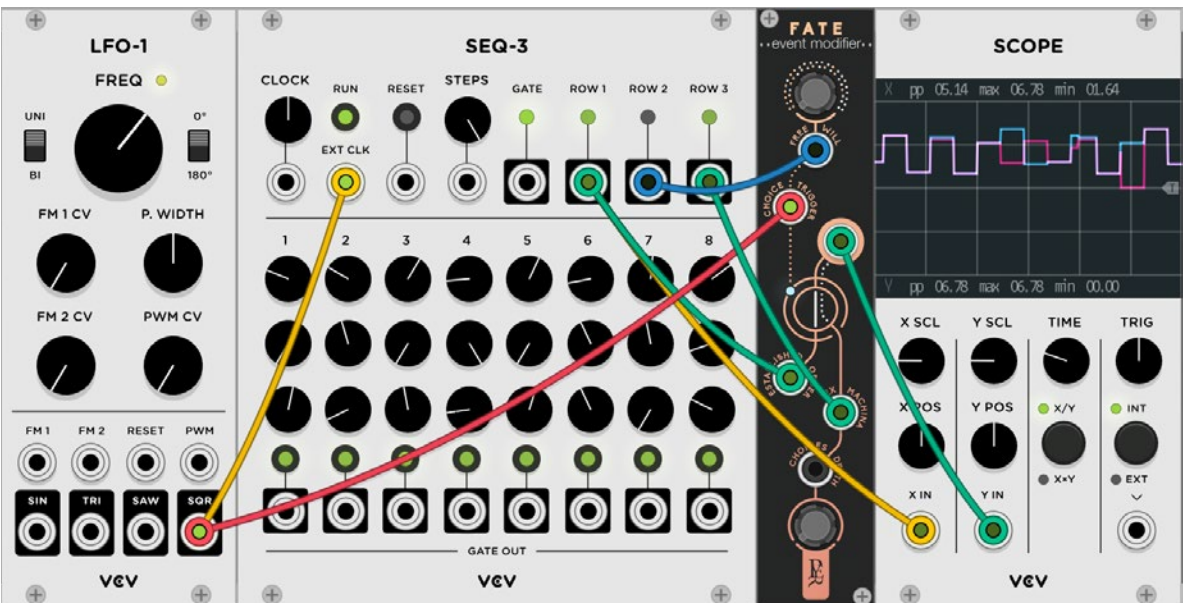 LFO-1
FREQ
UNI
BI
0°
180°
FM 1 CV
P. WIDTH
FM 2 CV
PWM CV
FM 1
FM 2
RESET
PWM
SIN
TRI
SAW
SQR
VCV
SEQ-3
CLOCK
RUN
RESET
STEPS
GATE
ROW 1
ROW 2
ROW 3
EXT CLK
1 2 3 4 5 6 7 8
GATE OUT
VCV
FATE
event modifier
FREE WILL
CHOICE TRIGGER
MACHINA
SCOPE
X pp 05.14 max 06.78 min 01.64
Y pp 06.78 max 06.78 min 00.00
T
X SCL
Y SCL
TIME
TRIG
X POS
Y POS
X/Y
X×Y
INT
EXT
X IN
Y IN
VCV